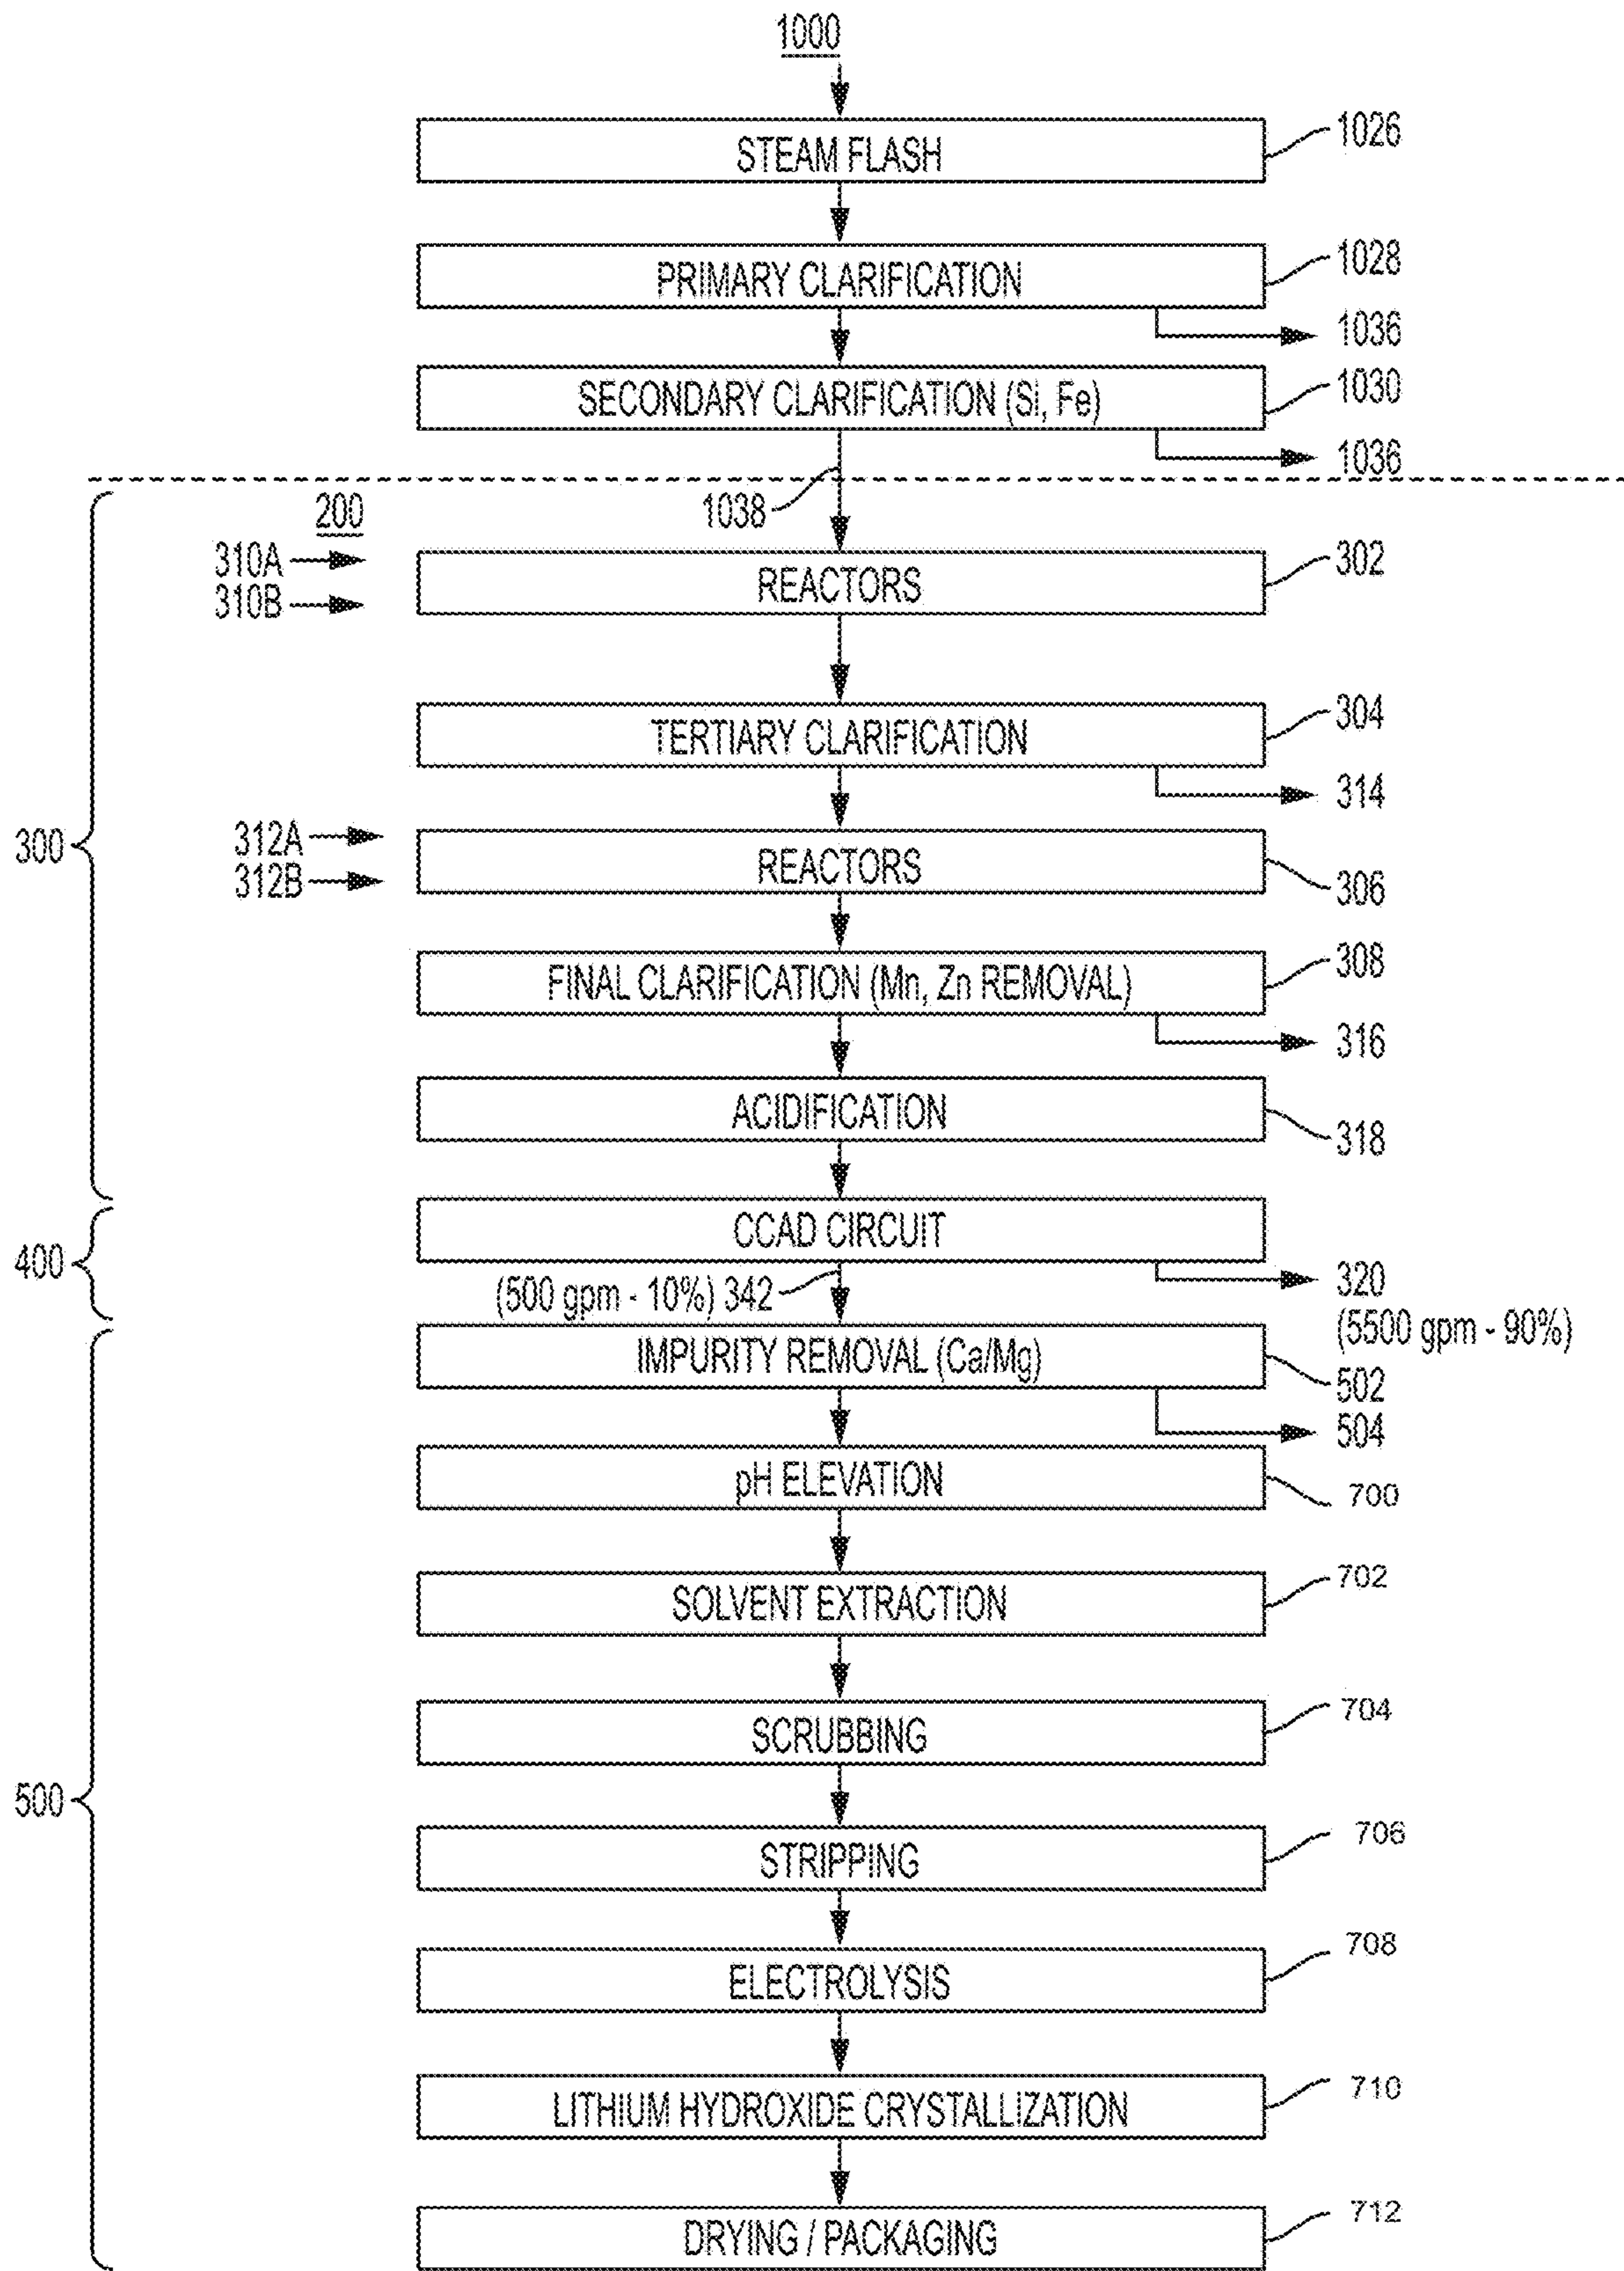 1000
STEAM FLASH
1026
PRIMARY CLARIFICATION
1028
1036
SECONDARY CLARIFICATION (Si, Fe)
1030
1036
200
1038
310A
310B
REACTORS
302
TERTIARY CLARIFICATION
304
314
300
312A
312B
REACTORS
306
FINAL CLARIFICATION (Mn, Zn REMOVAL)
308
316
ACIDIFICATION
318
400
CCAD CIRCUIT
(500 gpm - 10%) 342
320
(5500 gpm - 90%)
IMPURITY REMOVAL (Ca/Mg)
502
504
pH ELEVATION
700
SOLVENT EXTRACTION
702
SCRUBBING
704
500
STRIPPING
706
ELECTROLYSIS
708
LITHIUM HYDROXIDE CRYSTALLIZATION
710
DRYING / PACKAGING
712